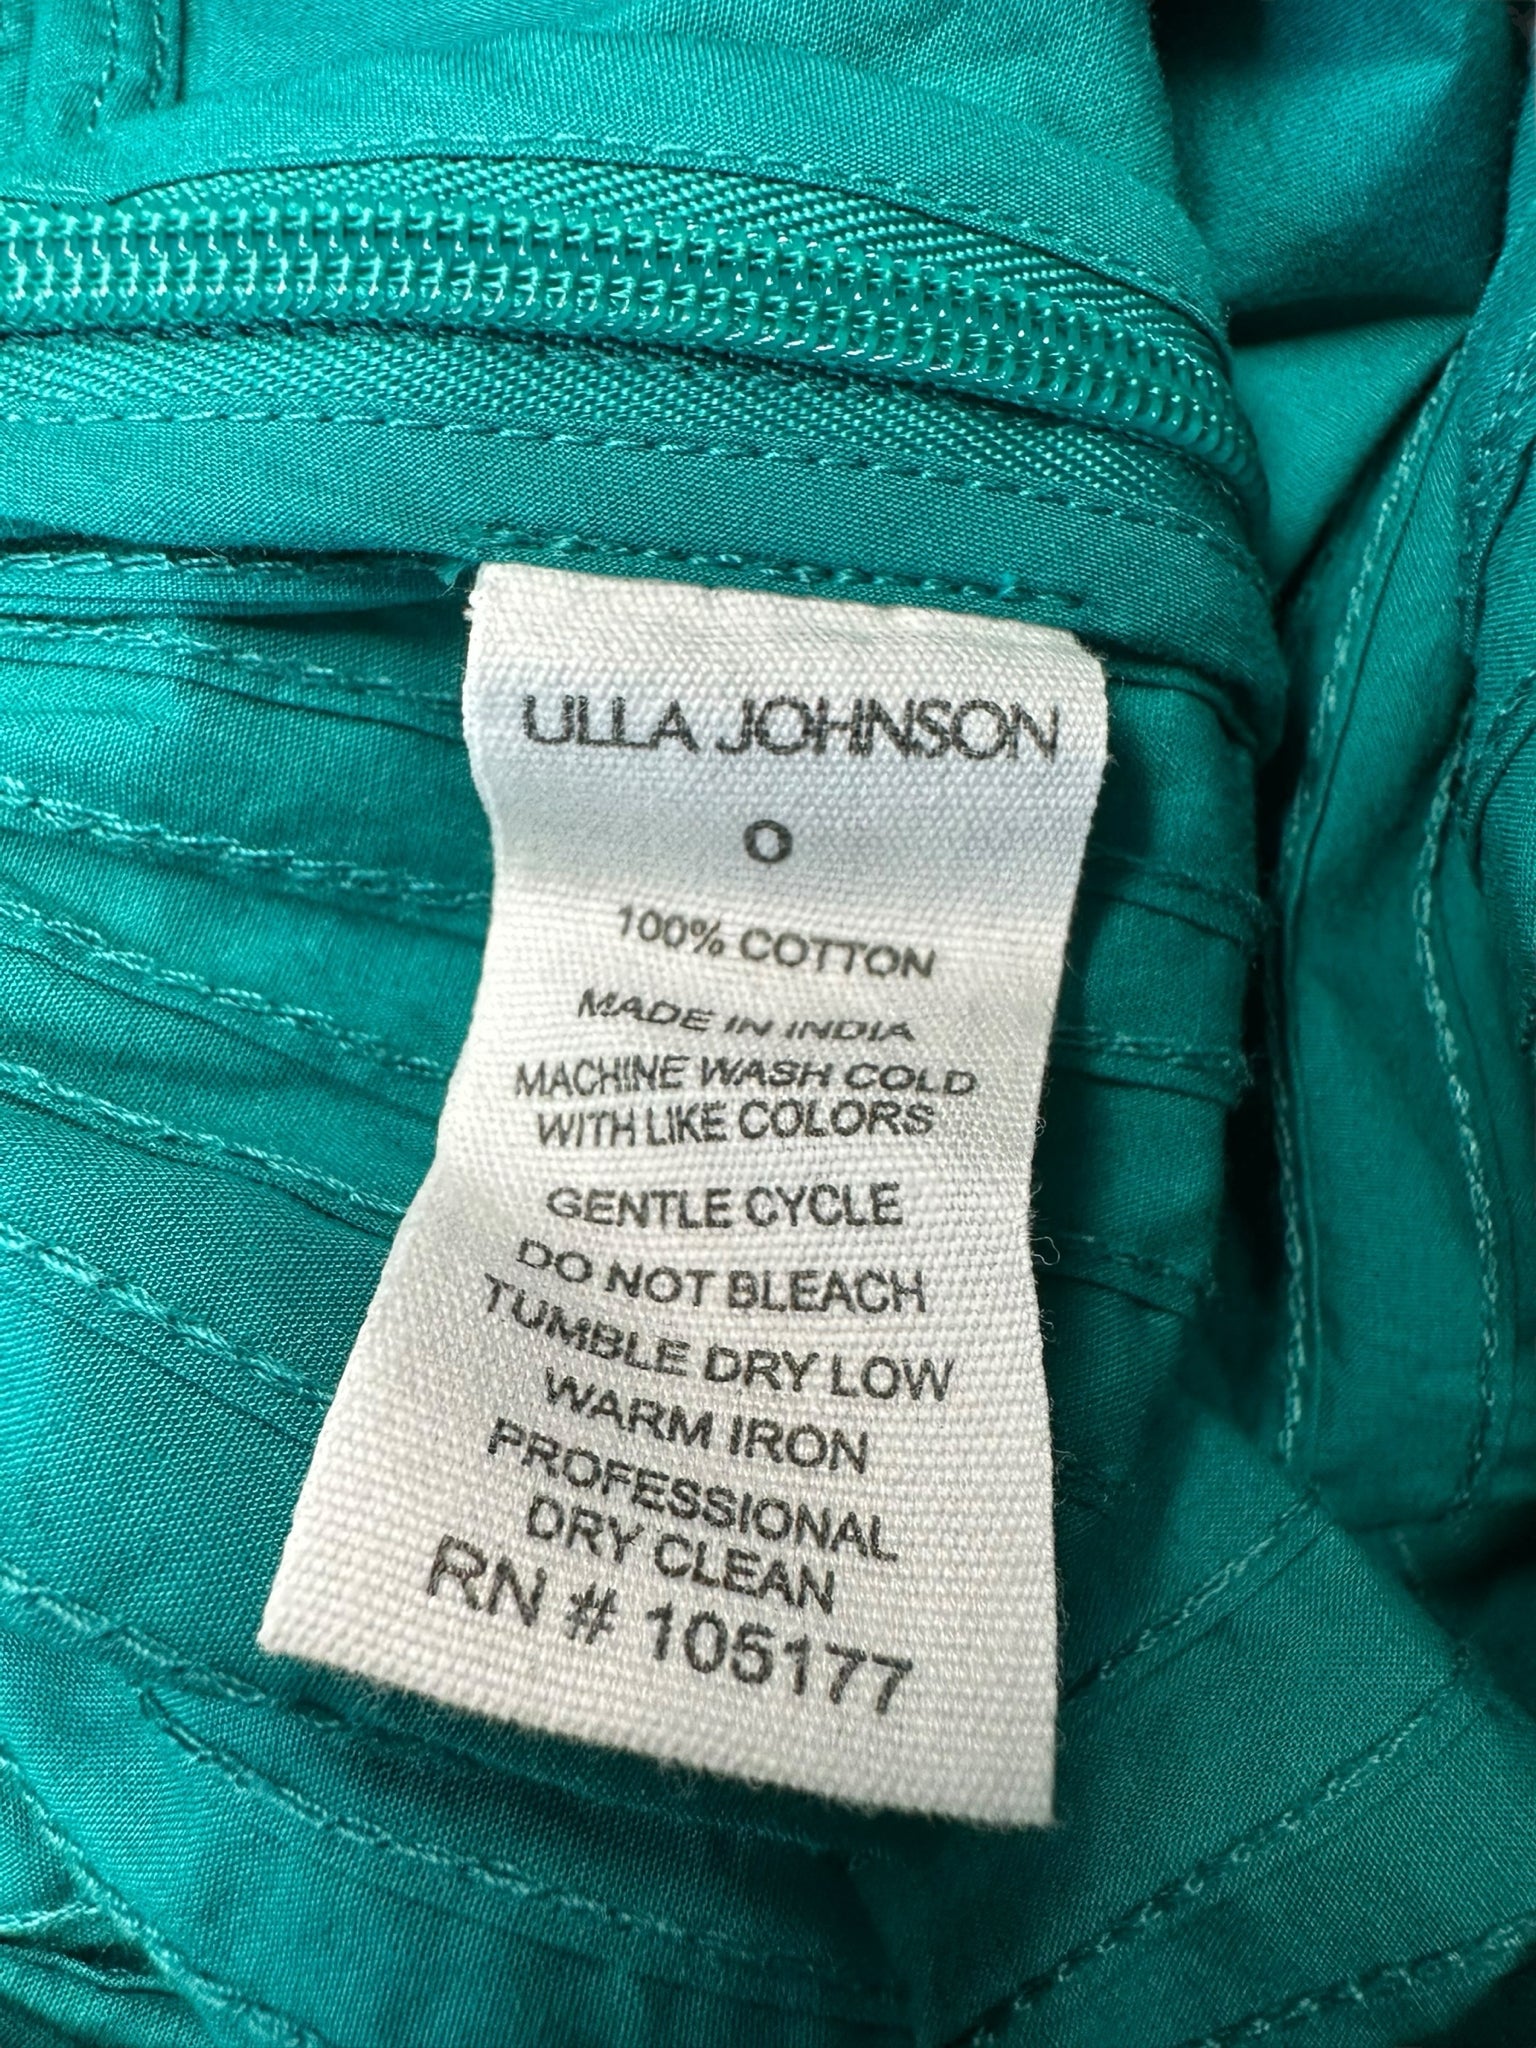 ULLA JOHNSON
0
100% COTTON
MADE IN INDIA
MACHINE WASH COLD
WITH LIKE COLORS
GENTLE CYCLE
DO NOT BLEACH
TUMBLE DRY LOW
WARM IRON
PROFESSIONAL
DRY CLEAN
RN # 105177